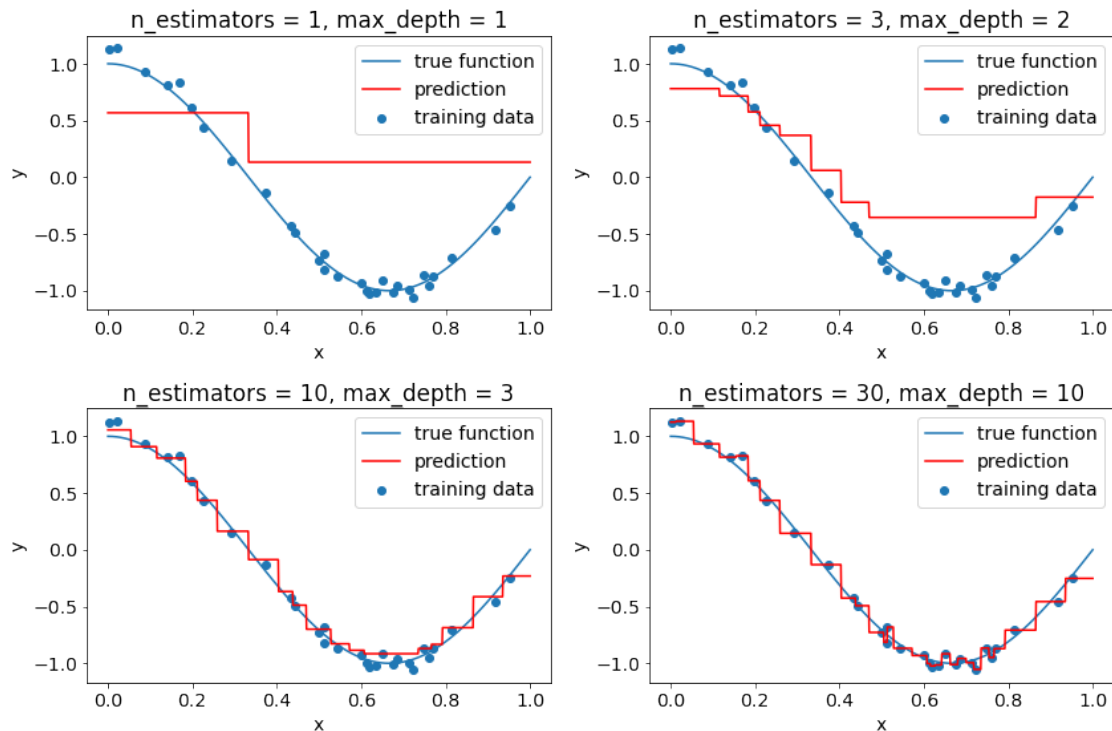 n_estimators = 1, max_depth = 1
true function
prediction
training data
1.0
0.5
0.0
−0.5
−1.0
y
0.0 0.2 0.4 0.6 0.8 1.0
x
n_estimators = 3, max_depth = 2
true function
prediction
training data
1.0
0.5
0.0
−0.5
−1.0
y
0.0 0.2 0.4 0.6 0.8 1.0
x
n_estimators = 10, max_depth = 3
true function
prediction
training data
1.0
0.5
0.0
−0.5
−1.0
y
0.0 0.2 0.4 0.6 0.8 1.0
x
n_estimators = 30, max_depth = 10
true function
prediction
training data
1.0
0.5
0.0
−0.5
−1.0
y
0.0 0.2 0.4 0.6 0.8 1.0
x